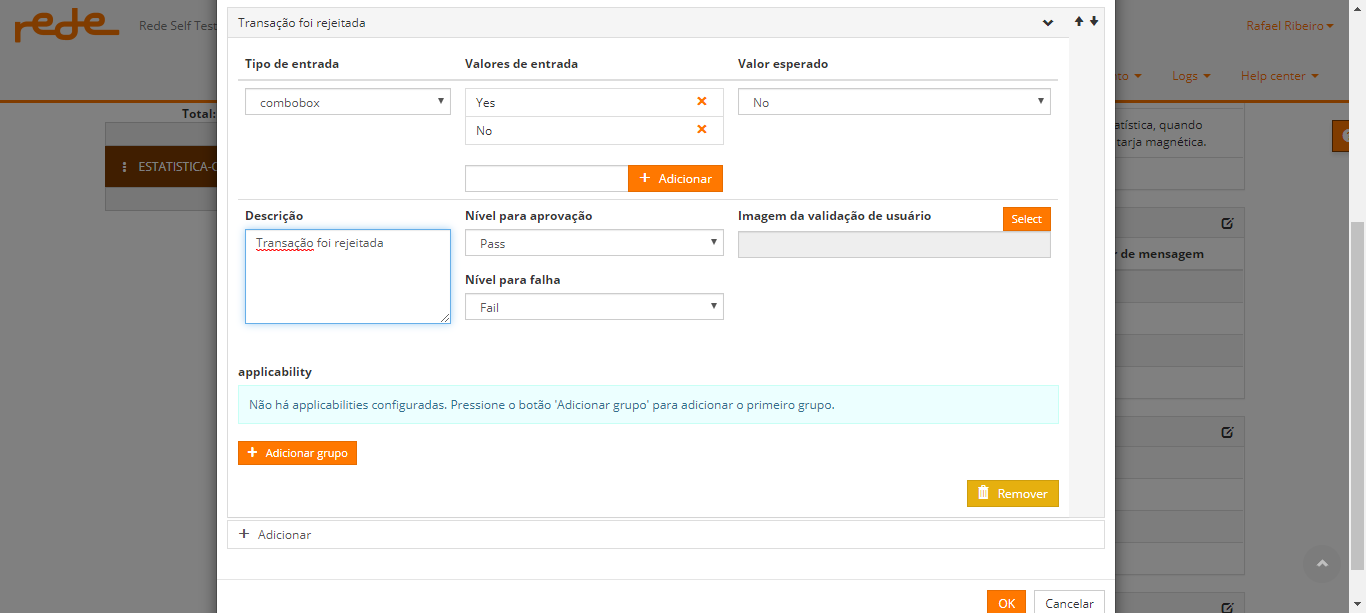 rede
Rede Self Test
Rafael Ribeiro
Logs
Help center
Total:
ESTATISTICA-
Transação foi rejeitada
Tipo de entrada
Valores de entrada
Valor esperado
combobox
Yes
No
No
+ Adicionar
Descrição
Nível para aprovação
Imagem da validação de usuário
Select
Transação foi rejeitada
Pass
Nível para falha
Fail
applicability
Não há applicabilities configuradas. Pressione o botão 'Adicionar grupo' para adicionar o primeiro grupo.
+ Adicionar grupo
Remover
+ Adicionar
OK
Cancelar
atística, quando
tarja magnética.
de mensagem